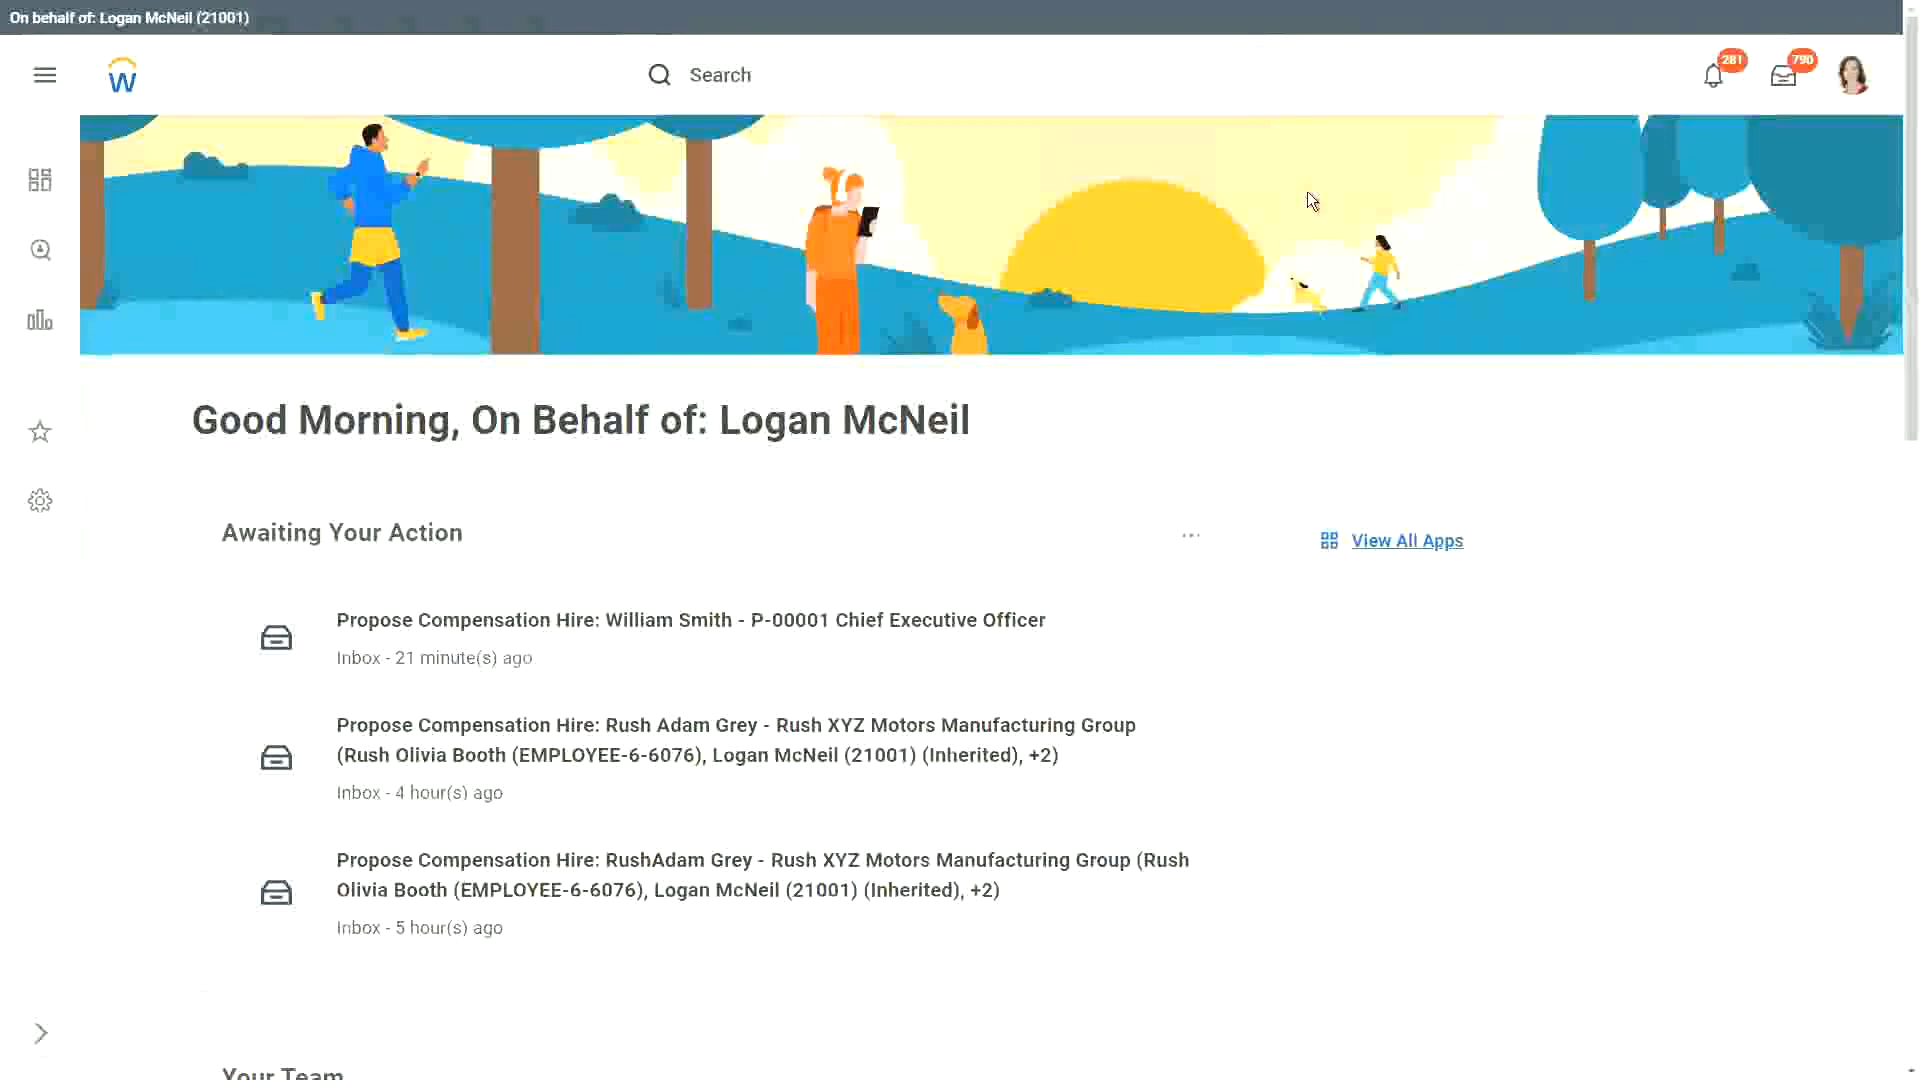 On behalf of: Logan McNeil (21001)
Search
281
790
Good Morning, On Behalf of: Logan McNeil
Awaiting Your Action
View All Apps
Propose Compensation Hire: William Smith - P-00001 Chief Executive Officer
Inbox - 21 minute(s) ago
Propose Compensation Hire: Rush Adam Grey - Rush XYZ Motors Manufacturing Group
(Rush Olivia Booth (EMPLOYEE-6-6076), Logan McNeil (21001) (Inherited), +2)
Inbox - 4 hour(s) ago
Propose Compensation Hire: RushAdam Grey - Rush XYZ Motors Manufacturing Group (Rush
Olivia Booth (EMPLOYEE-6-6076), Logan McNeil (21001) (Inherited), +2)
Inbox - 5 hour(s) ago
Your Team